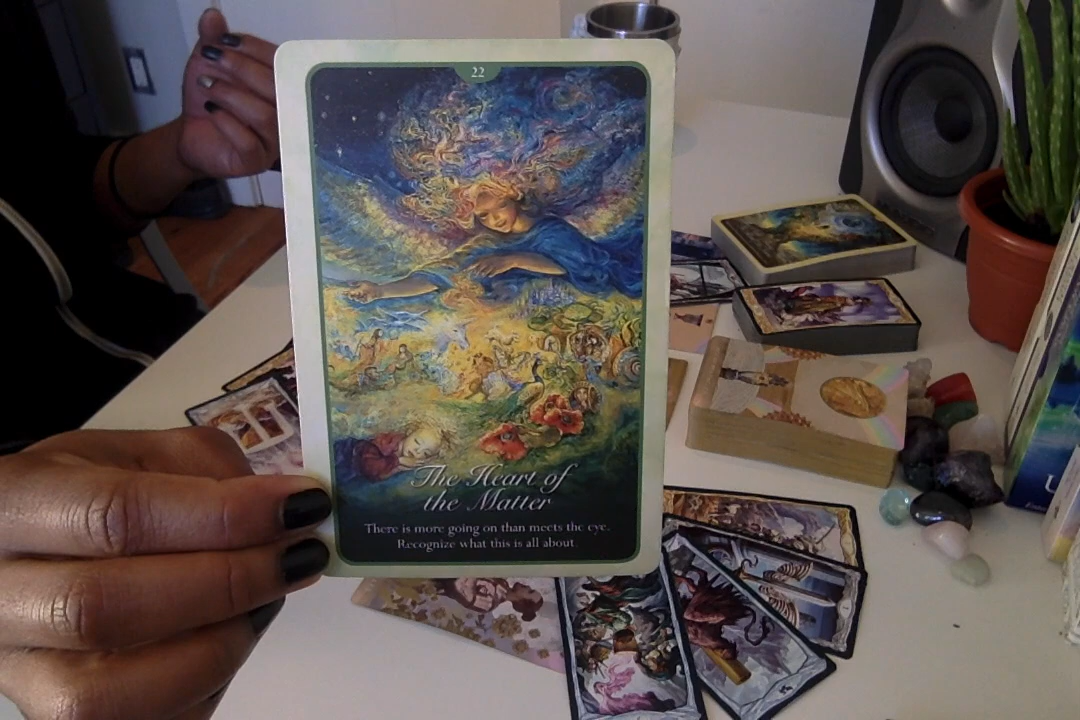 22
The Heart of
the Matter
There is more going on than meets the eye.
Recognize what this is all about.